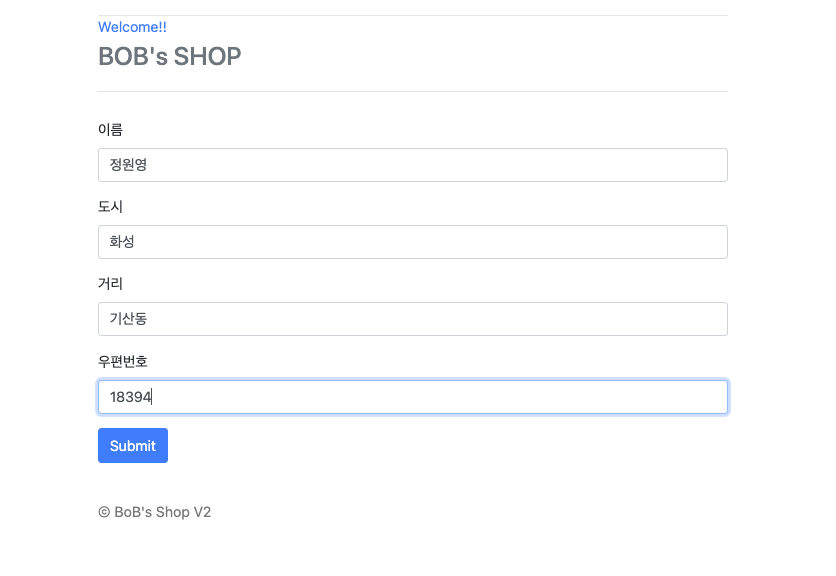 Welcome!!
BOB's SHOP
이름
정원영
도시
화성
거리
기산동
우편번호
18394
Submit
© BoB's Shop V2